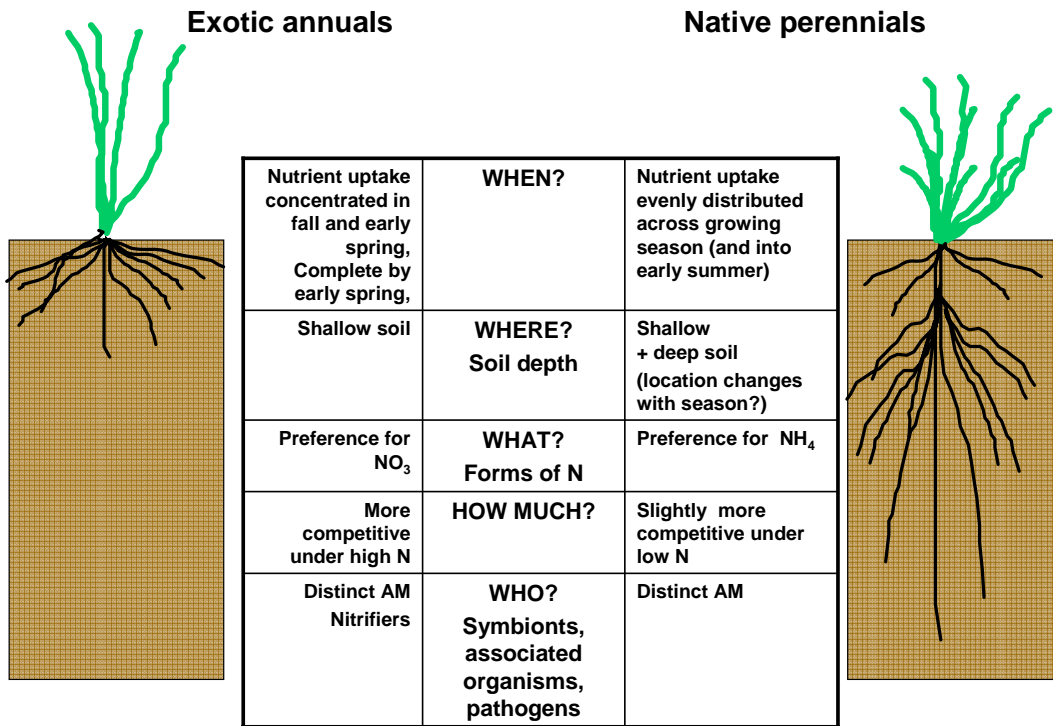 Exotic annuals
Native perennials
Nutrient uptake
concentrated in
fall and early
spring,
Complete by
early spring,
WHEN?
Nutrient uptake
evenly distributed
across growing
season (and into
early summer)
Shallow soil
WHERE?
Soil depth
Shallow
+ deep soil
(location changes
with season?)
Preference for
NO3
WHAT?
Forms of N
Preference for NH4
More
competitive
under high N
HOW MUCH?
Slightly more
competitive under
low N
Distinct AM
Nitrifiers
WHO?
Symbionts,
associated
organisms,
pathogens
Distinct AM